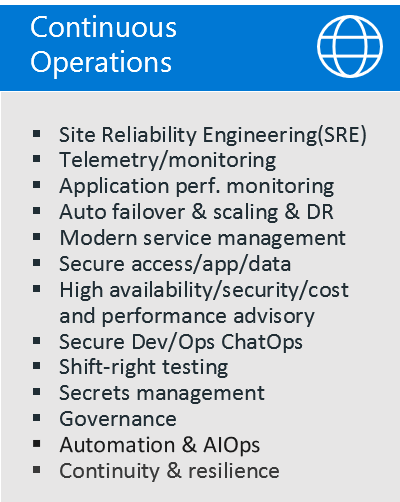 Continuous
Operations
▪ Site Reliability Engineering(SRE)
▪ Telemetry/monitoring
▪ Application perf. monitoring
▪ Auto failover & scaling & DR
▪ Modern service management
▪ Secure access/app/data
▪ High availability/security/cost
and performance advisory
▪ Secure Dev/Ops ChatOps
▪ Shift-right testing
▪ Secrets management
▪ Governance
▪ Automation & AIOps
▪ Continuity & resilience